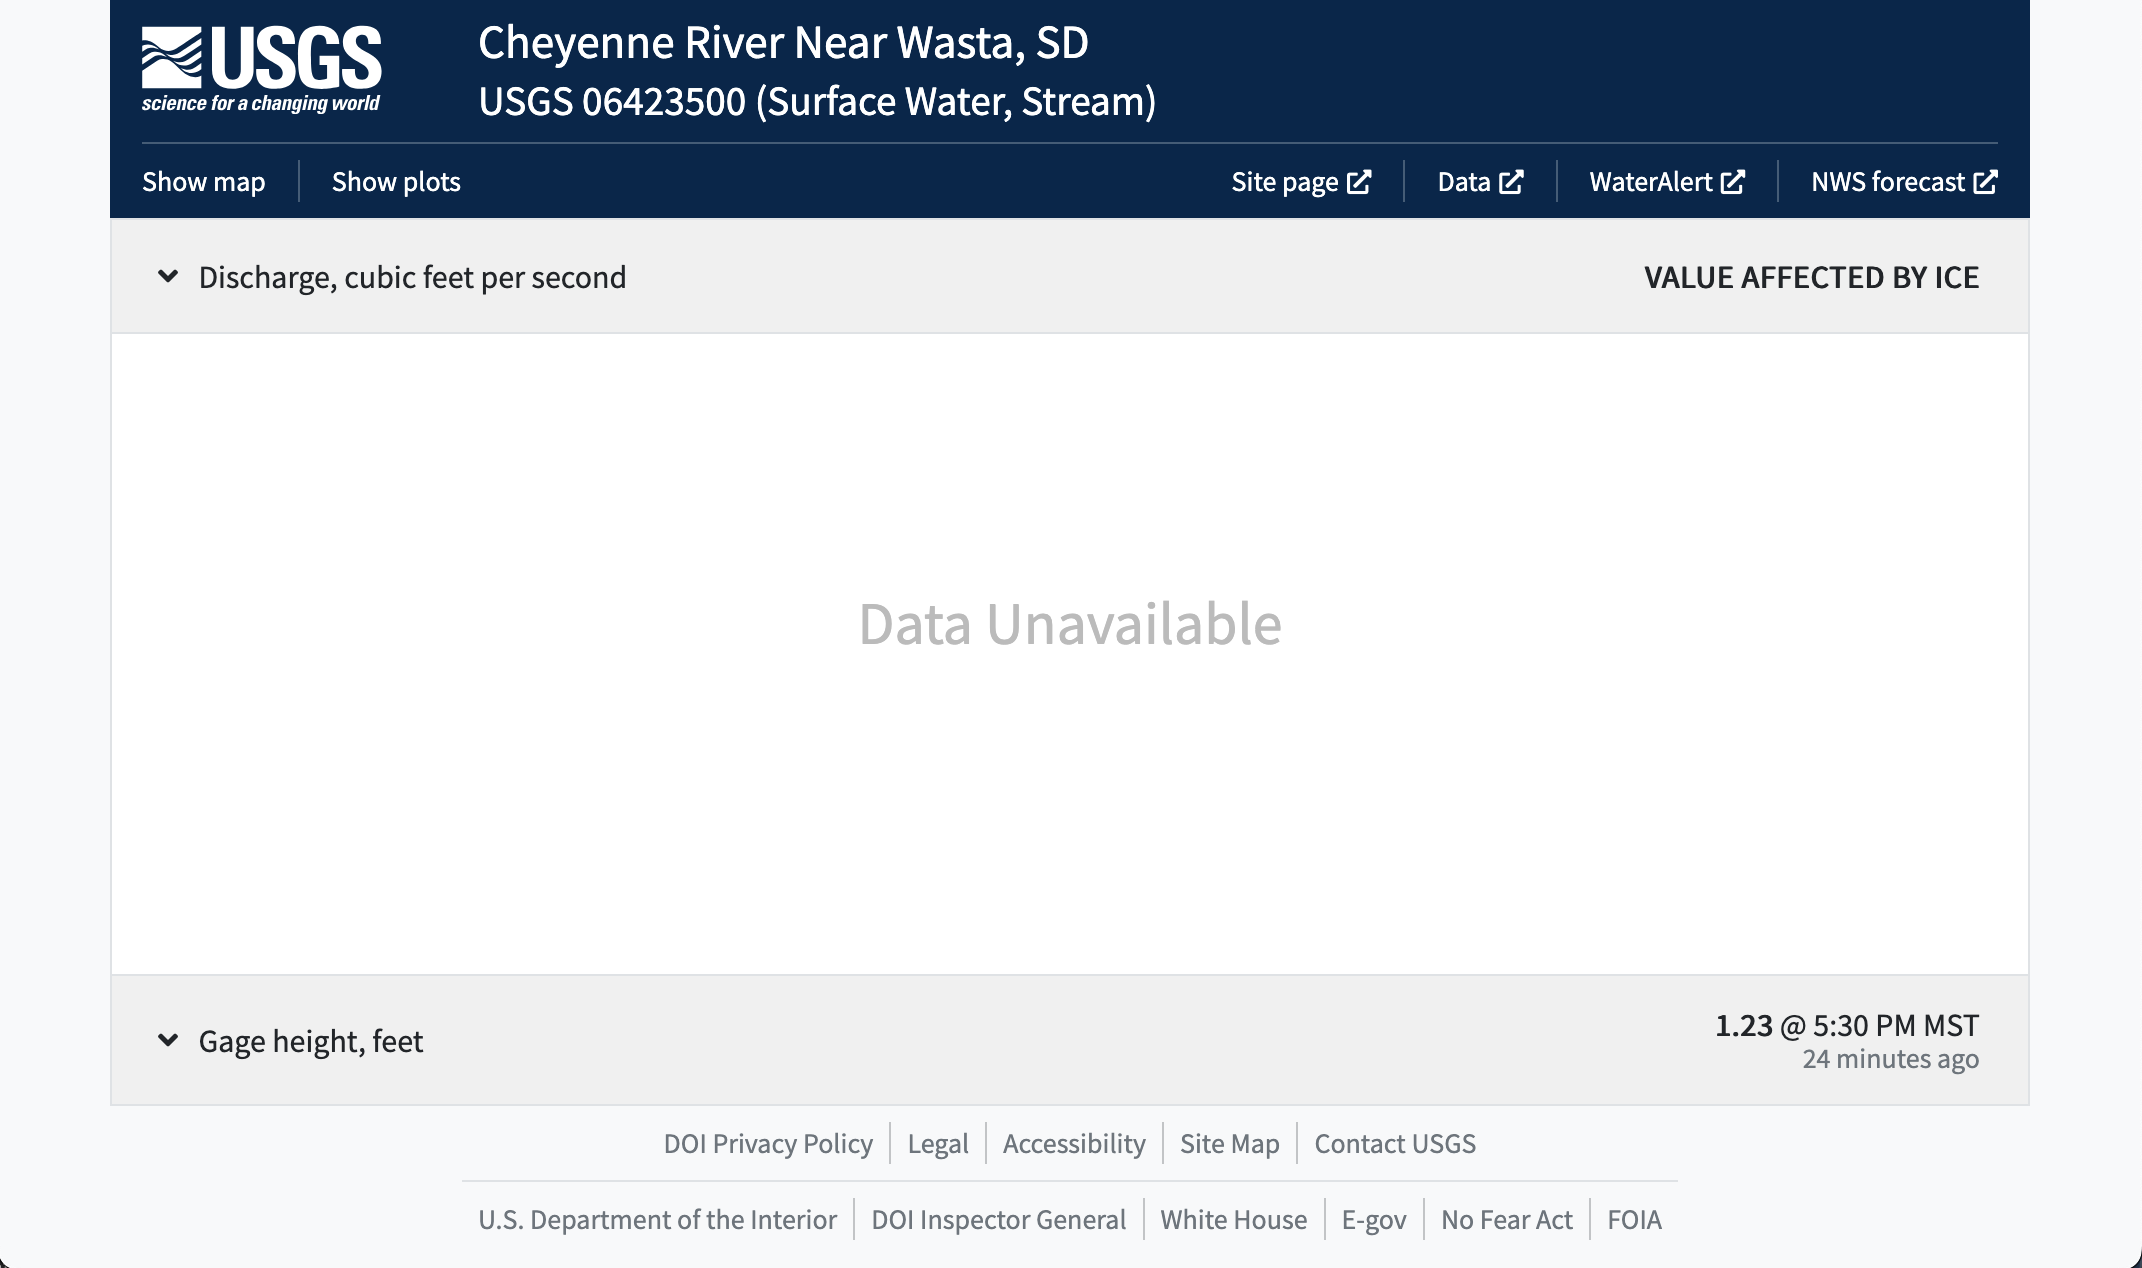 USGS
science for a changing world
Cheyenne River Near Wasta, SD
USGS 06423500 (Surface Water, Stream)
Show map
Show plots
Site page
Data
WaterAlert
NWS forecast
Discharge, cubic feet per second
VALUE AFFECTED BY ICE
Data Unavailable
Gage height, feet
1.23 @ 5:30 PM MST
24 minutes ago
DOI Privacy Policy
Legal
Accessibility
Site Map
Contact USGS
U.S. Department of the Interior
DOI Inspector General
White House
E-gov
No Fear Act
FOIA